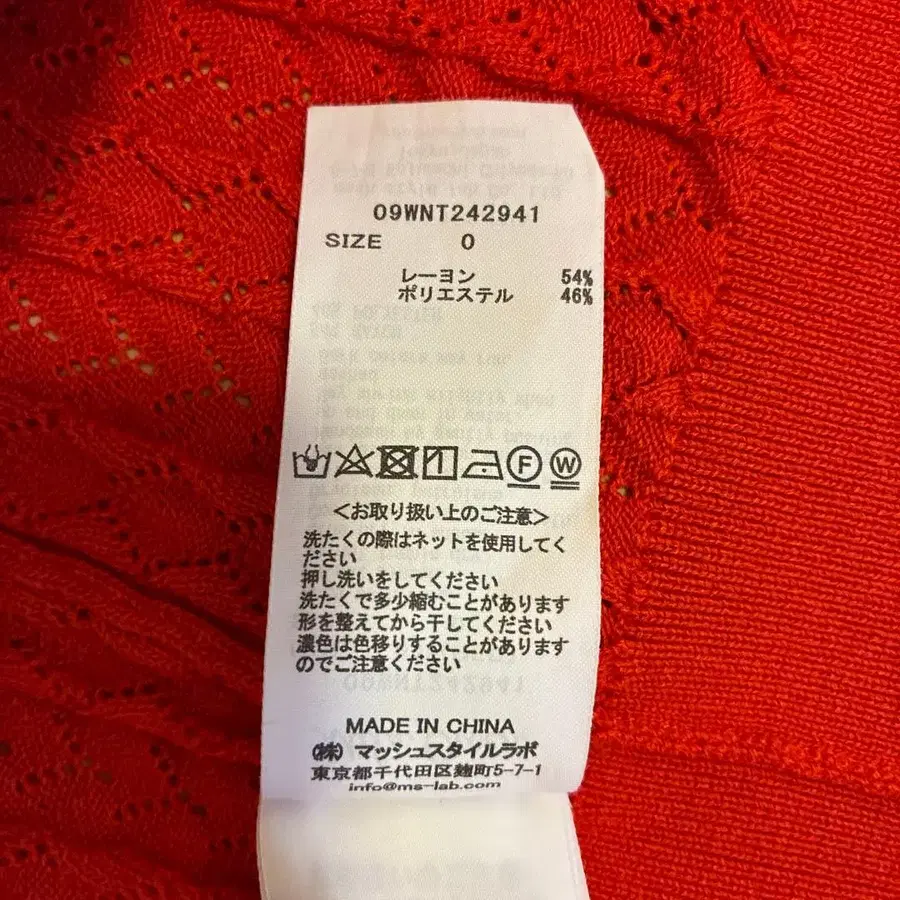 09WNT242941
SIZE 0
レーヨン 54%
ポリエステル 46%
F W
<お取り扱い上のご注意>
洗たくの際はネットを使用してく
ださい
押し洗いをしてください
洗たくで多少縮むことがあります
形を整えてから干してください
濃色は色移りすることがあります
のでご注意ください
MADE IN CHINA
(株) マッシュスタイルラボ
東京都千代田区麹町5-7-1
info@ms-lab.com